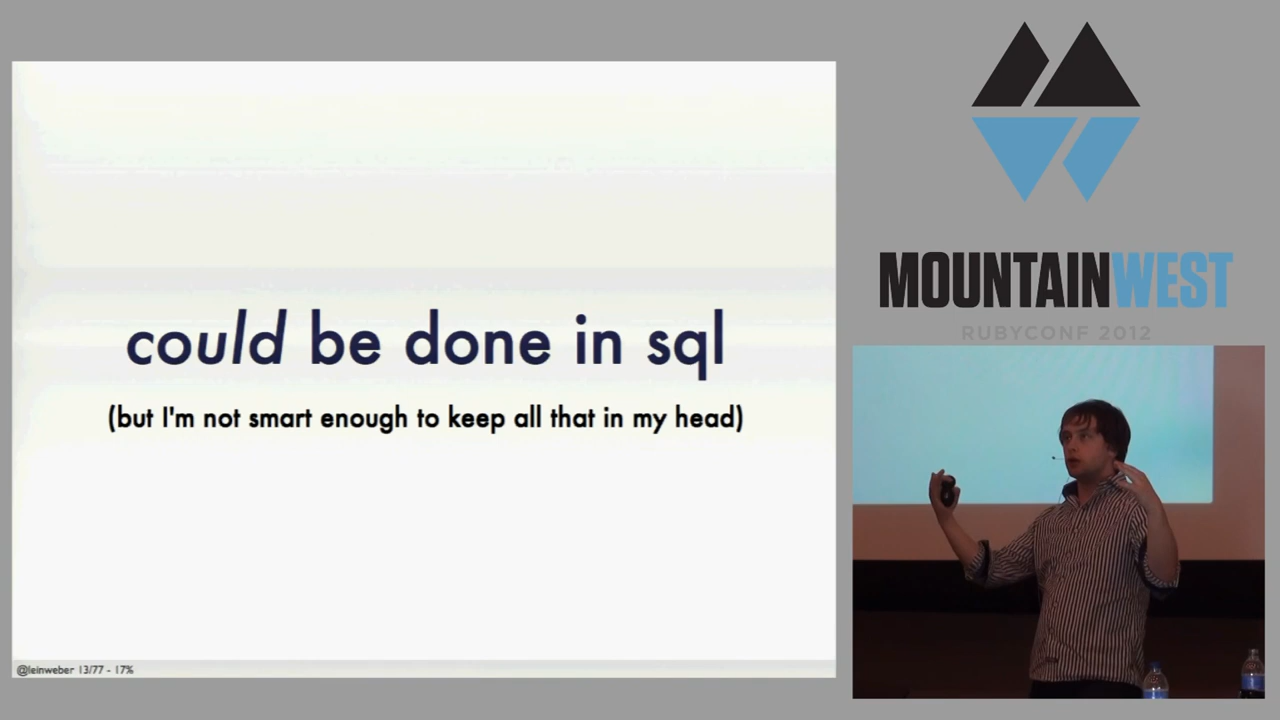 could be done in sql
(but I'm not smart enough to keep all that in my head)
@leinweber 13/77 - 17%
MOUNTAINWEST
RUBYCONF 2012